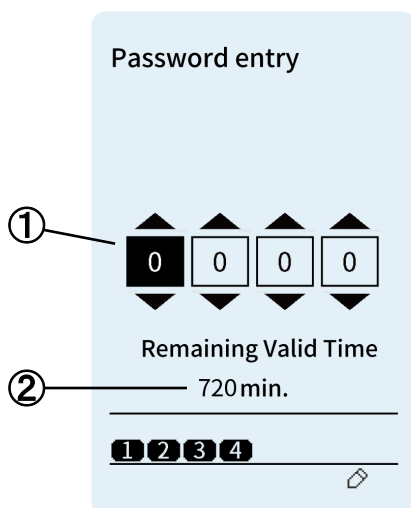 Password entry
①
0 0 0 0
Remaining Valid Time
② 720 min.
1 2 3 4